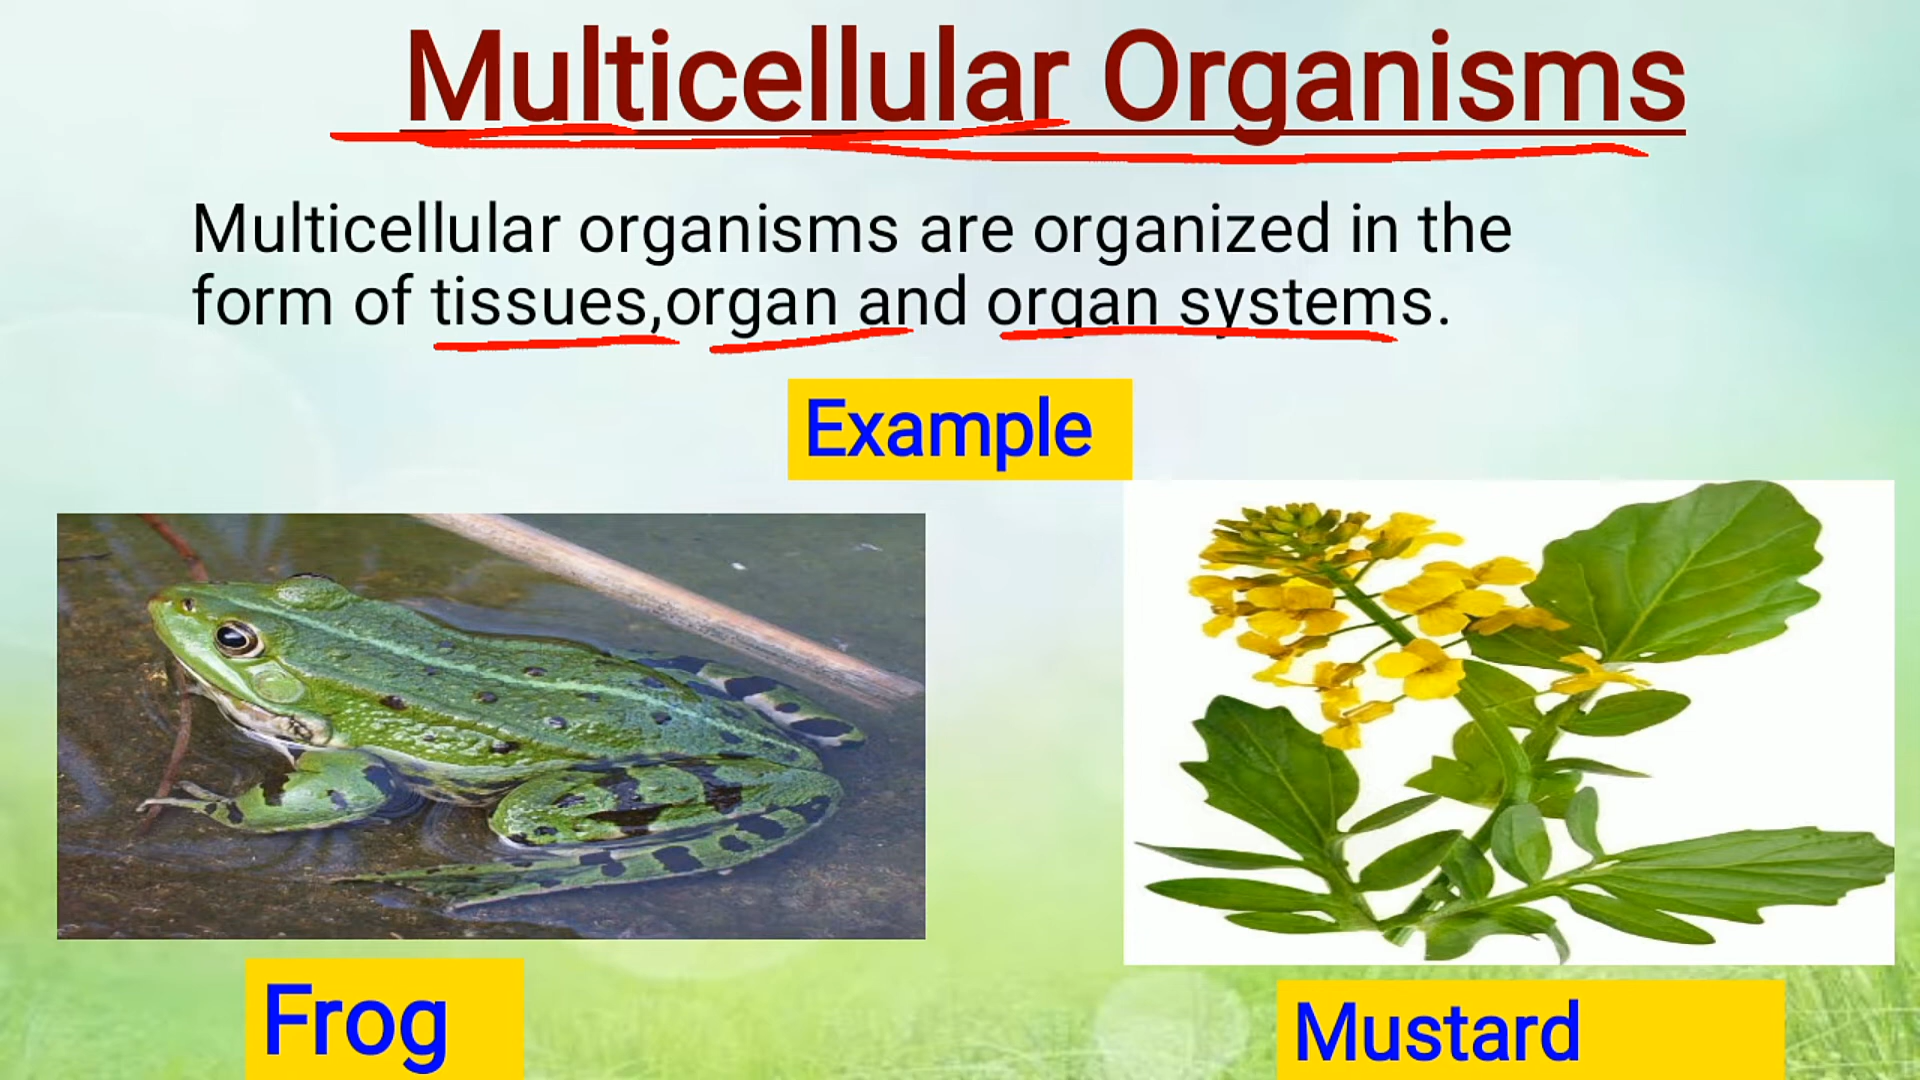 Multicellular Organisms
Multicellular organisms are organized in the
form of tissues,organ and organ systems.
Example
Frog
Mustard